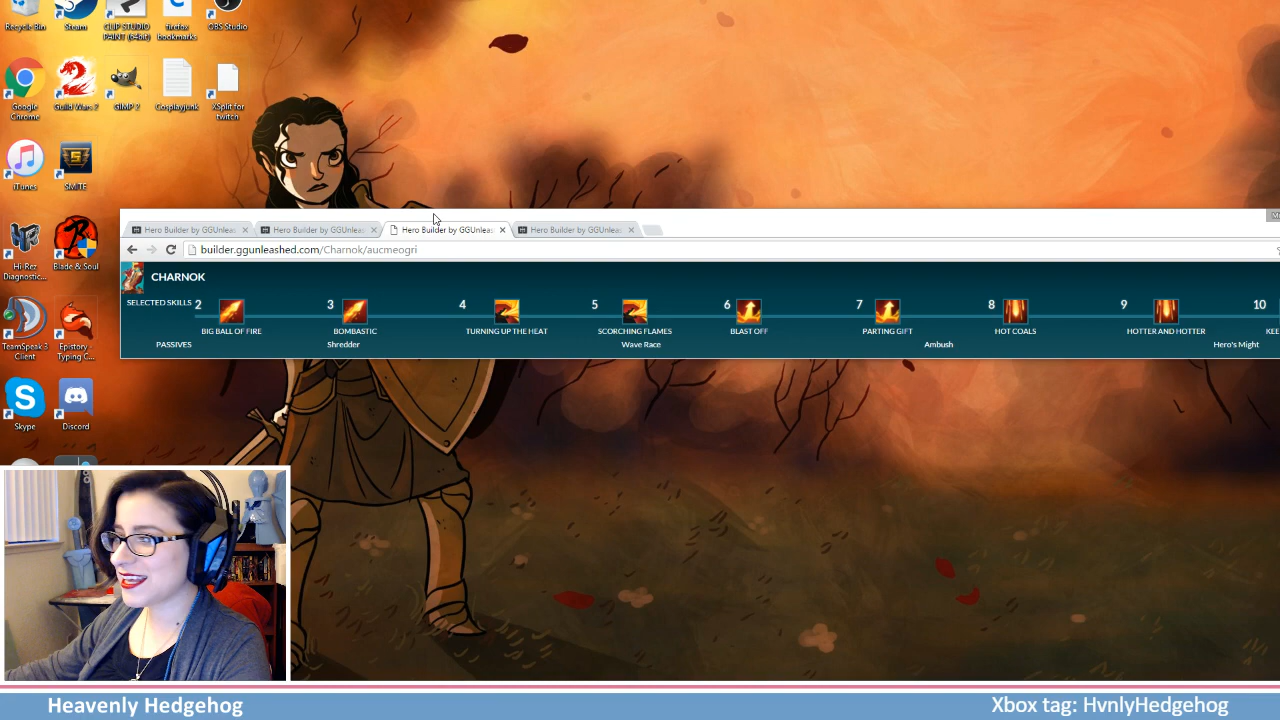 Recycle Bin
Steam
CLIP STUDIO PAINT (64bit)
firefox bookmarks
OBS Studio
Google Chrome
Guild Wars 2
GIMP 2
Cosplayjunk
XSplit for twitch
iTunes
SMITE
Hi-Rez Diagnostic...
Blade & Soul
TeamSpeak 3 Client
Epistory - Typing C...
Skype
Discord
Hero Builder by GGUnleas
Hero Builder by GGUnleas
Hero Builder by GGUnleas
Hero Builder by GGUnleas
builder.ggunleashed.com/Charnok/aucmeogri
CHARNOK
SELECTED SKILLS 2 3 4 5 6 7 8 9 10
BIG BALL OF FIRE BOMBASTIC TURNING UP THE HEAT SCORCHING FLAMES BLAST OFF PARTING GIFT HOT COALS HOTTER AND HOTTER KEE
PASSIVES Shredder Wave Race Ambush Hero's Might
Heavenly Hedgehog
Xbox tag: HvnlyHedgehog